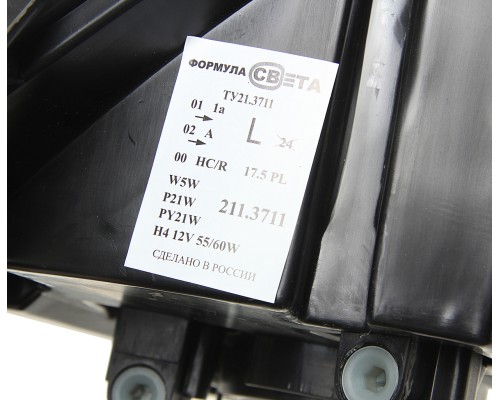 ФОРМУЛА СВЕТА
ТУ21.3711
01 1a
02 A L 24
00 HC/R 17.5 PL
W5W
P21W 211.3711
PY21W
H4 12V 55/60W
СДЕЛАНО В РОССИИ